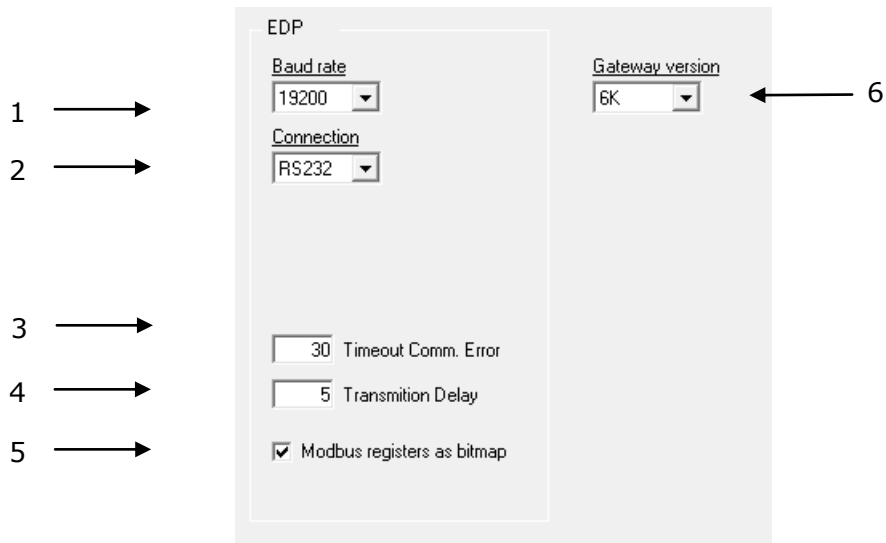 EDP
Baud rate
Gateway version
1
19200
6K
6
Connection
2
RS232
3
30 Timeout Comm. Error
4
5 Transmition Delay
5
Modbus registers as bitmap